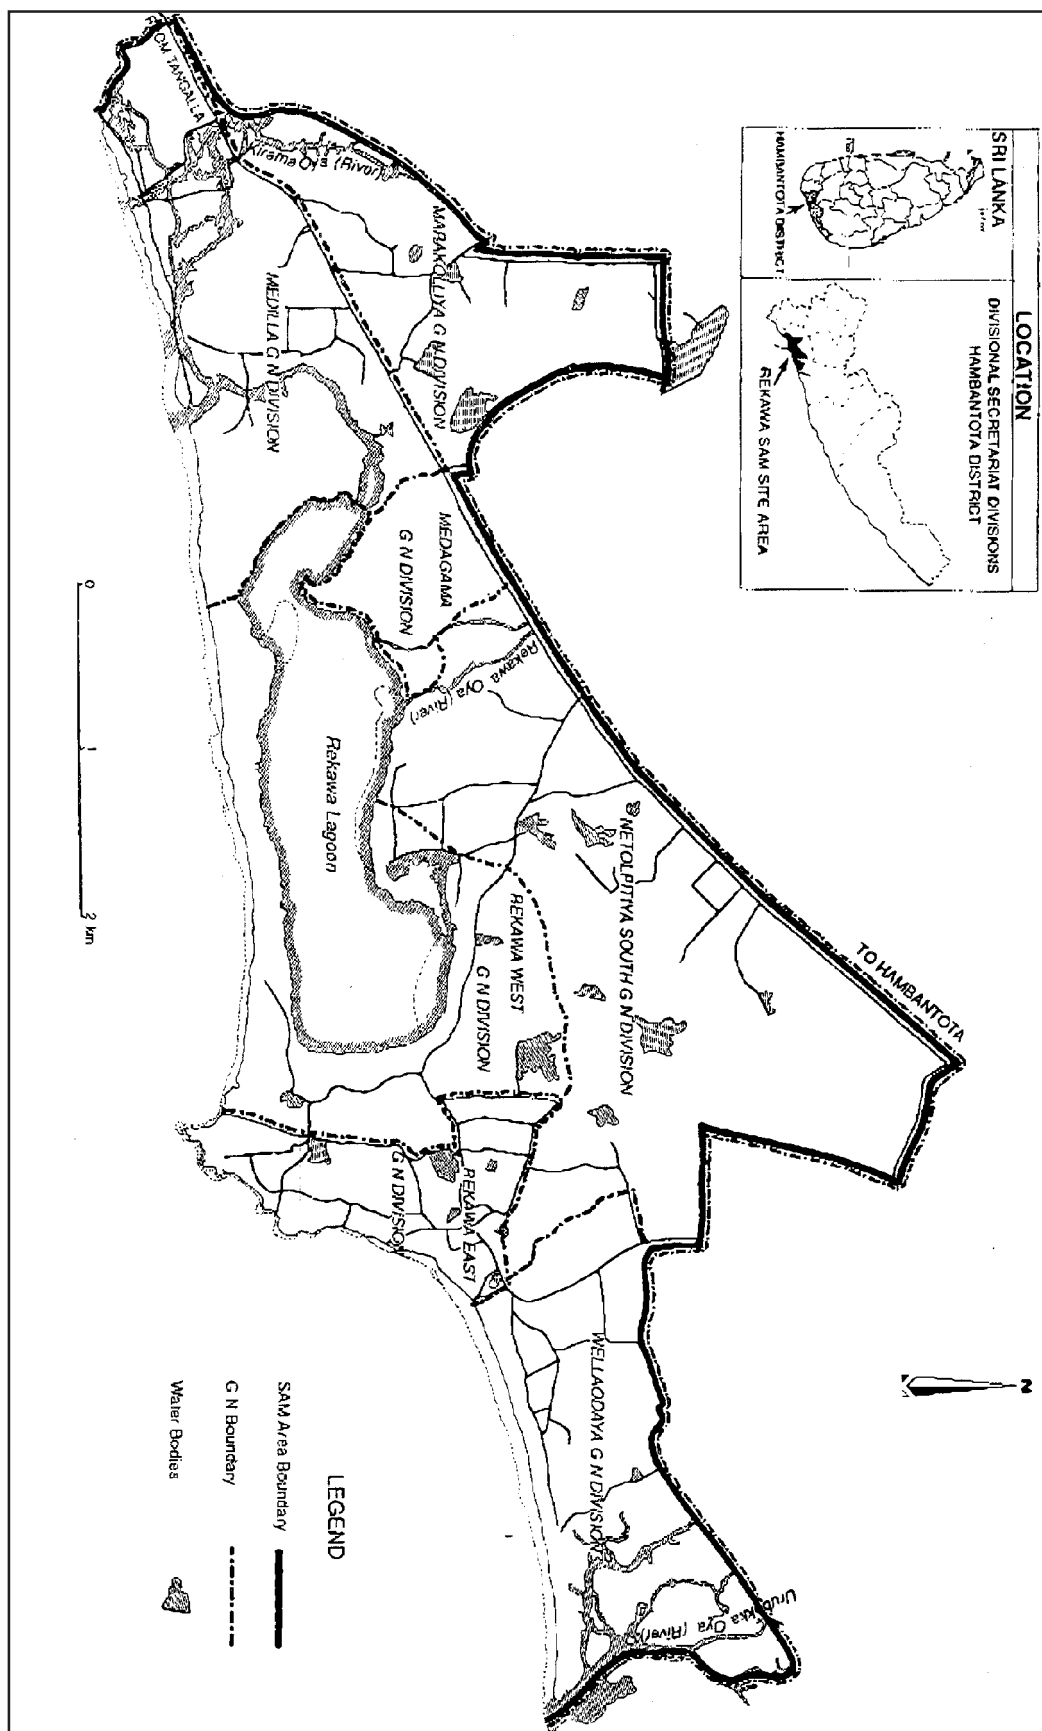 LOCATION
SRI LANKA
HAMBANTOTA DISTRICT
DIVISIONAL SECRETARIAT DIVISIONS
HAMBANTOTA DISTRICT
REKAWA SAM SITE AREA
N
OM TANGALLA
Kirama Oya (River)
MARAKOLLIYA G N DIVISION
MEDILLA G N DIVISION
MEDAGAMA
G N DIVISION
Rekawa Oya (River)
Rekawa Lagoon
NETOLPITIYA SOUTH G N DIVISION
TO HAMBANTOTA
REKAWA WEST
G N DIVISION
REKAWA EAST
G N DIVISION
WELLAODAYA G N DIVISION
Oya (River)
0
1
2 km
LEGEND
SAM Area Boundary
G N Boundary
Water Bodies